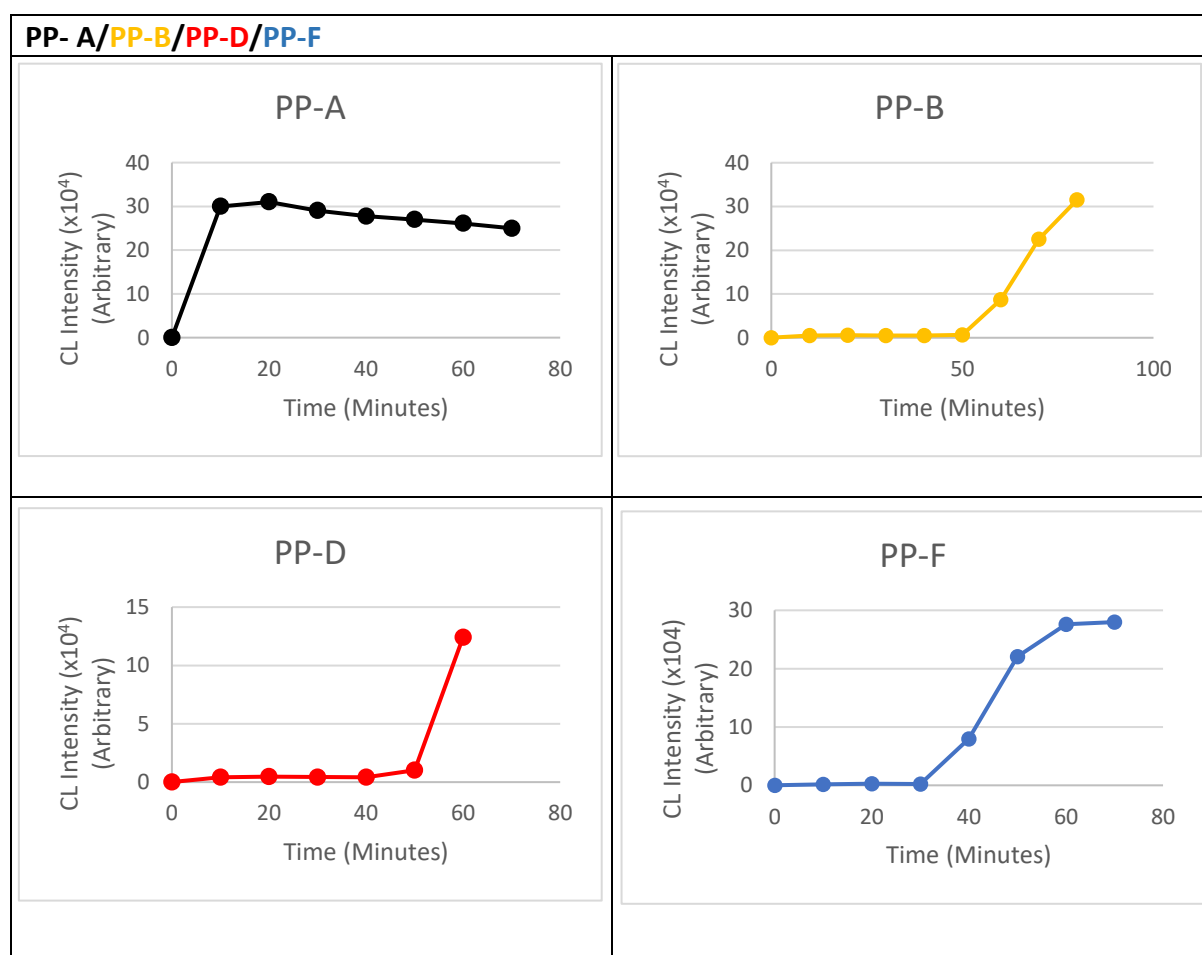 PP- A/PP-B/PP-D/PP-F
PP-A
CL Intensity (x10⁴)
(Arbitrary)
40
30
20
10
0
0 20 40 60 80
Time (Minutes)
PP-B
CL Intensity (x10⁴)
(Arbitrary)
40
30
20
10
0
0 50 100
Time (Minutes)
PP-D
CL Intensity (x10⁴)
(Arbitrary)
15
10
5
0
0 20 40 60 80
Time (Minutes)
PP-F
CL Intensity (x104)
(Arbitrary)
30
20
10
0
0 20 40 60 80
Time (Minutes)